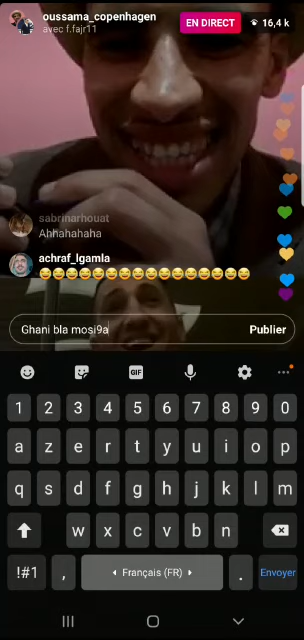 oussama_copenhagen
avec f.fajr11
EN DIRECT
16,4 k
sabrinarhouat
Ahhahahaha
achraf_lgamla
😂😂😂😂😂😂😂😂😂😂😂😂😂😂😂😂
Ghani bla mosi9a
Publier
GIF
1 2 3 4 5 6 7 8 9 0
a z e r t y u i o p
q s d f g h j k l m
w x c v b n
!#1 , Français (FR) . Envoyer